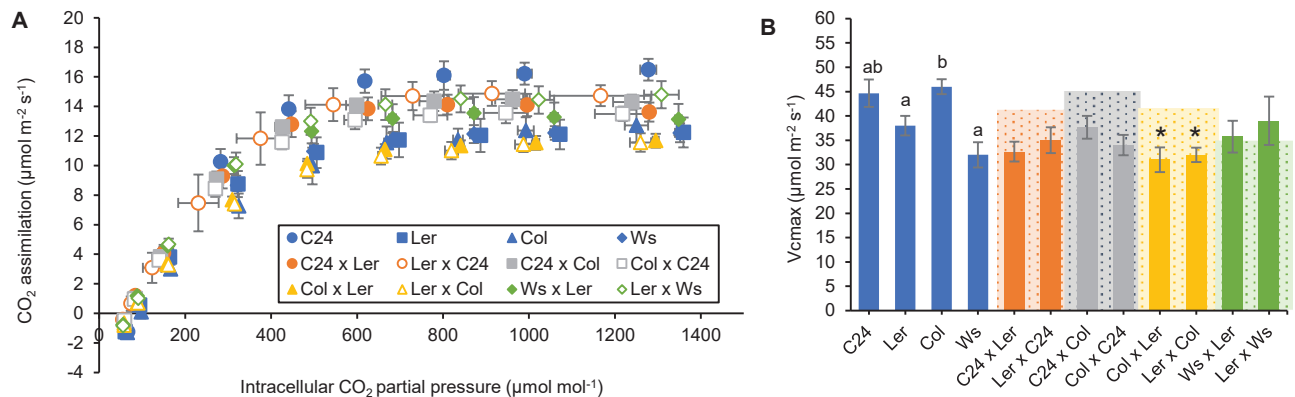 A
CO₂ assimilation (µmol m⁻² s⁻¹)
20
18
16
14
12
10
8
6
4
2
0
-2
-4
0 200 400 600 800 1000 1200 1400
Intracellular CO₂ partial pressure (µmol mol⁻¹)
C24 Ler Col Ws
C24 x Ler Ler x C24 C24 x Col Col x C24
Col x Ler Ler x Col Ws x Ler Ler x Ws
B
Vcmax (µmol m⁻² s⁻¹)
60
55
50
45
40
35
30
25
20
15
10
5
0
ab a b a * *
C24 Ler Col Ws C24 x Ler Ler x C24 C24 x Col Col x C24 Col x Ler Ler x Col Ws x Ler Ler x Ws